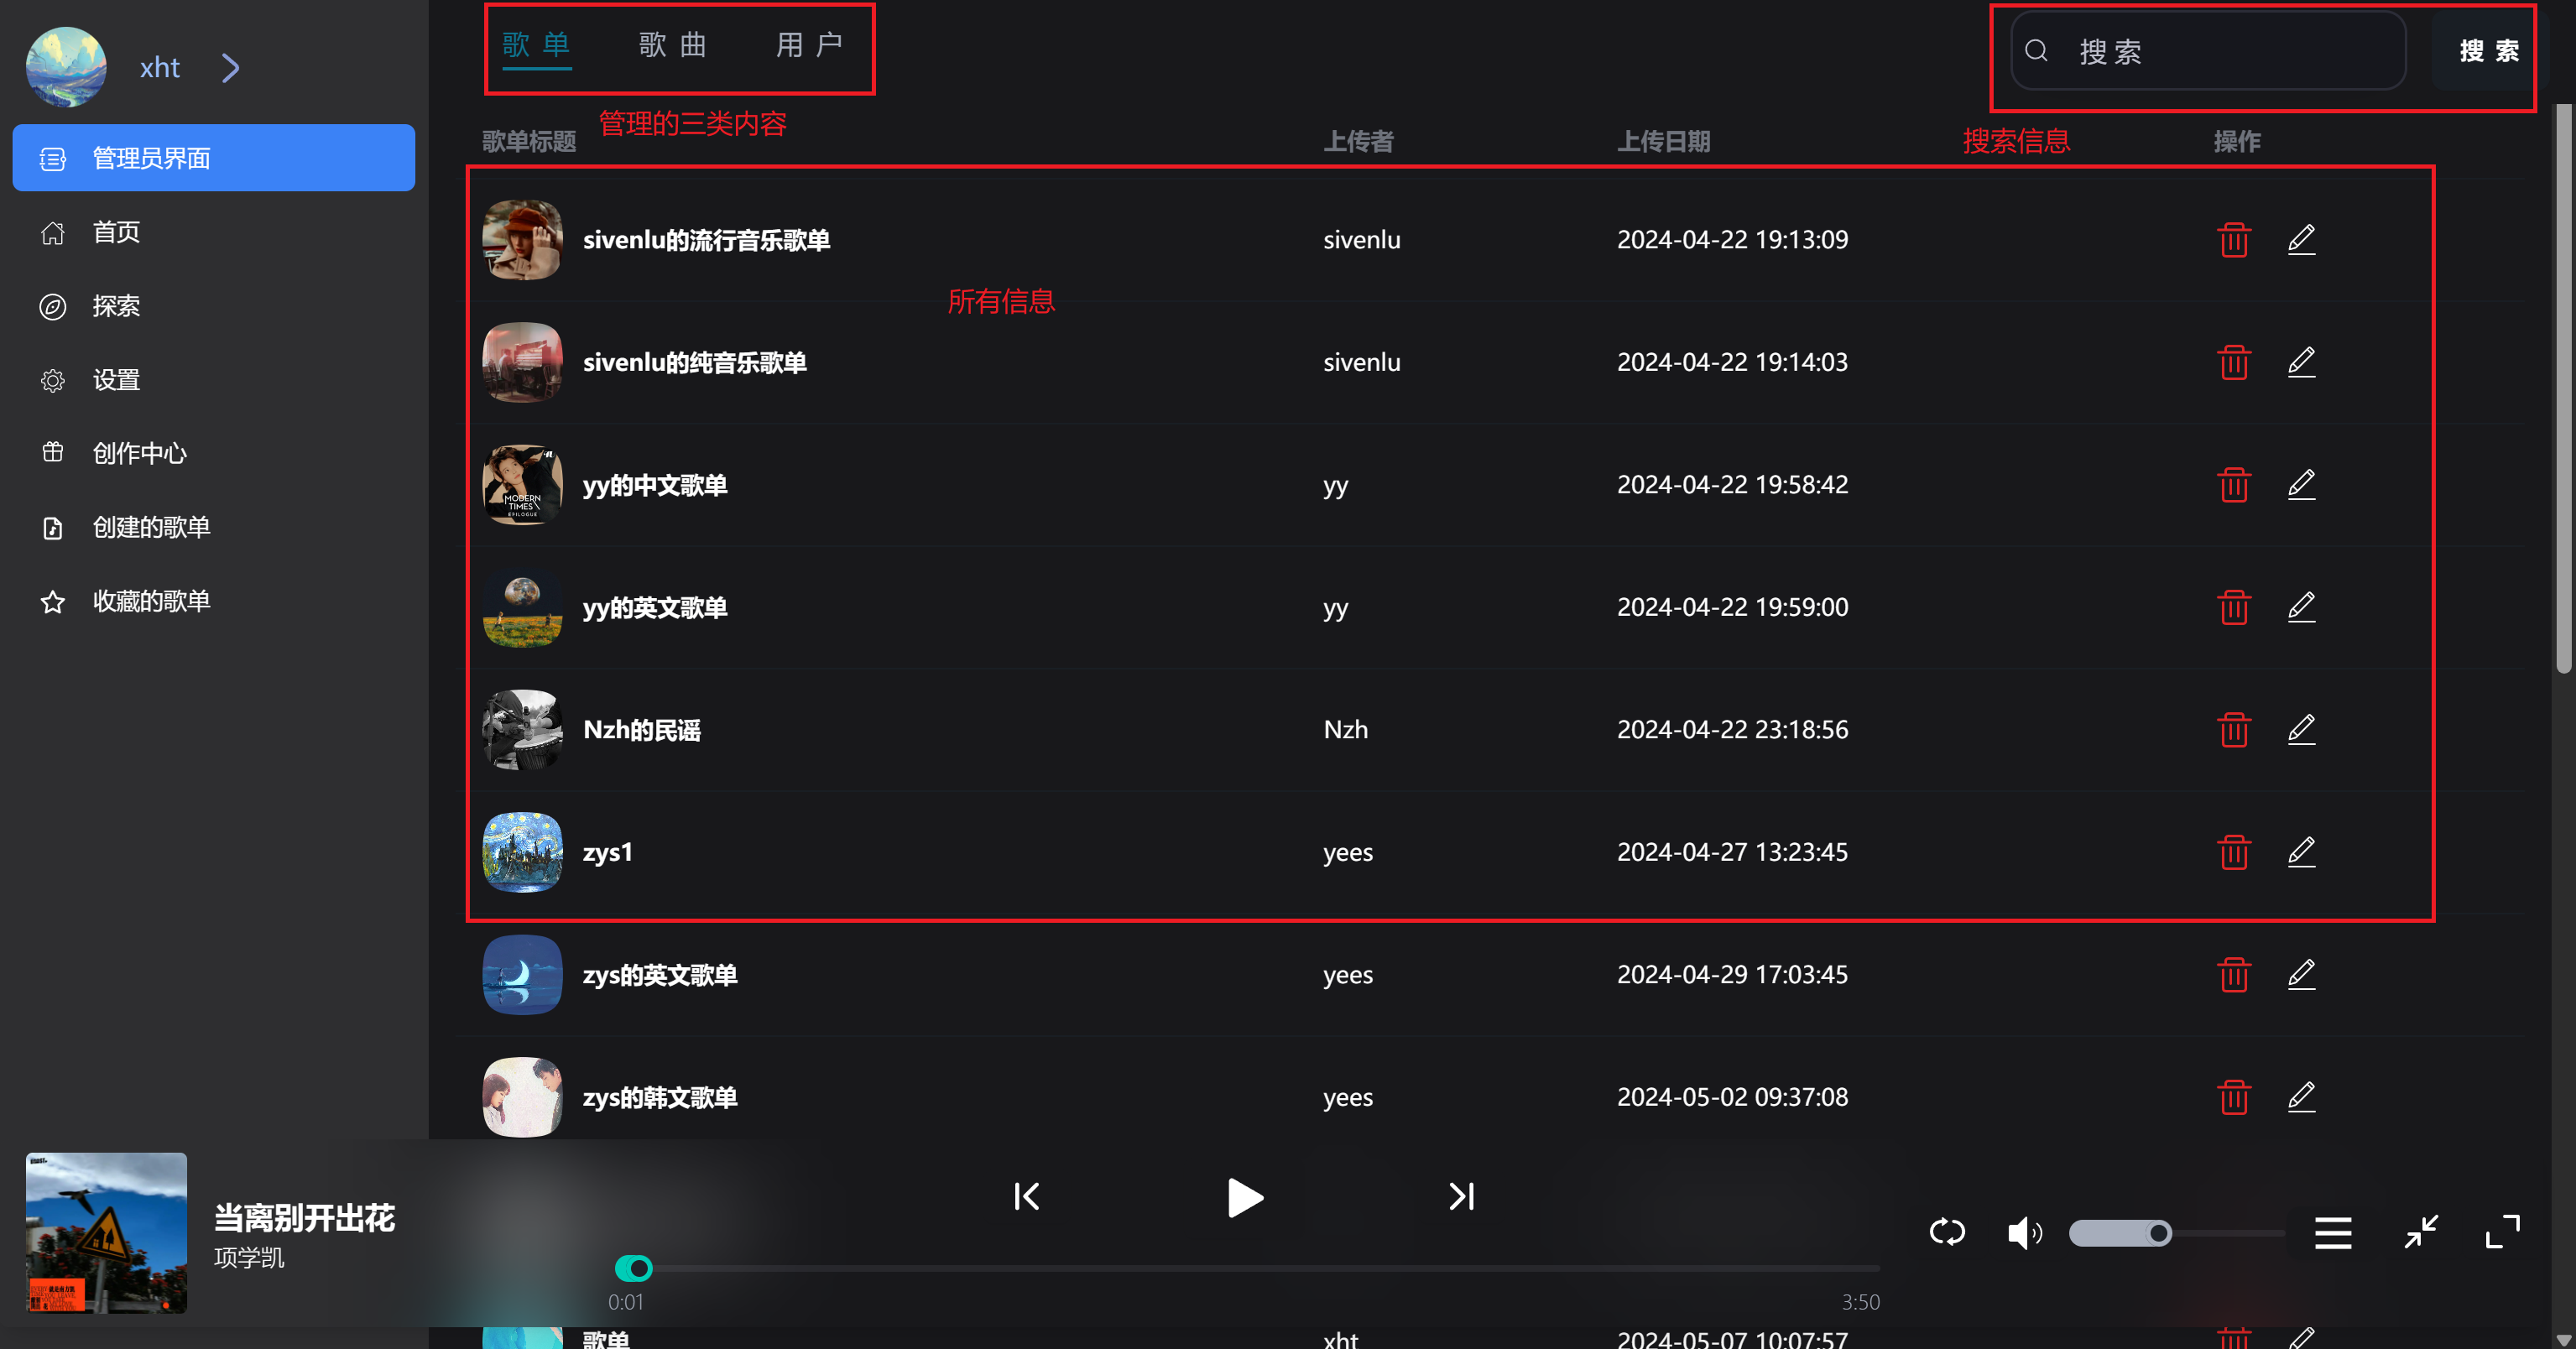 xht
管理员界面
首页
探索
设置
创作中心
创建的歌单
收藏的歌单
歌单 歌曲 用户
搜索 搜索
管理的三类内容
搜索信息
歌单标题 上传者 上传日期 操作
sivenlu的流行音乐歌单 sivenlu 2024-04-22 19:13:09
所有信息
sivenlu的纯音乐歌单 sivenlu 2024-04-22 19:14:03
MODERN
TIMES
EPILOGUE
yy的中文歌单 yy 2024-04-22 19:58:42
yy的英文歌单 yy 2024-04-22 19:59:00
Nzh的民谣 Nzh 2024-04-22 23:18:56
zys1 yees 2024-04-27 13:23:45
zys的英文歌单 yees 2024-04-29 17:03:45
zys的韩文歌单 yees 2024-05-02 09:37:08
当离别开出花
项学凯
0:01 3:50
歌单 xht 2024-05-07 10:07:57